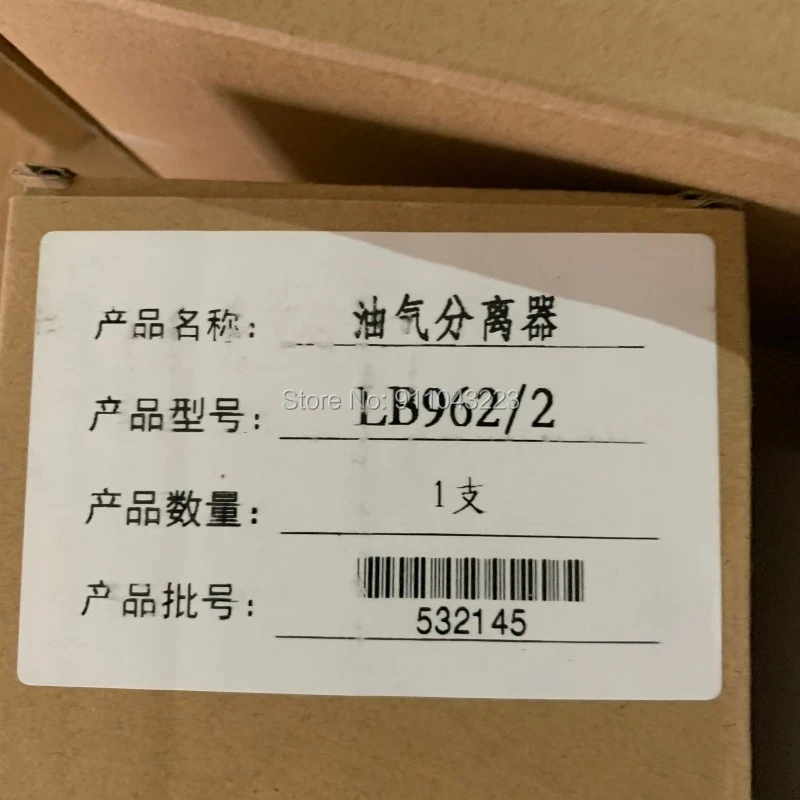 产品名称: 油气分离器
产品型号: LB962/2
Store No: 911043223
产品数量: 1支
产品批号:
532145